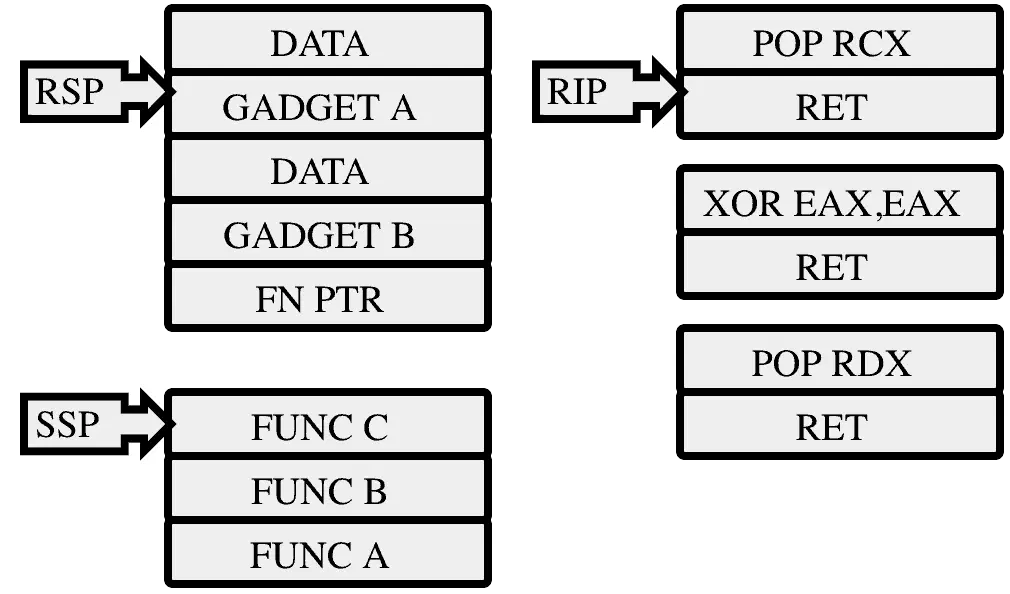 DATA
RSP
GADGET A
DATA
GADGET B
FN PTR
SSP
FUNC C
FUNC B
FUNC A
POP RCX
RIP
RET
XOR EAX,EAX
RET
POP RDX
RET